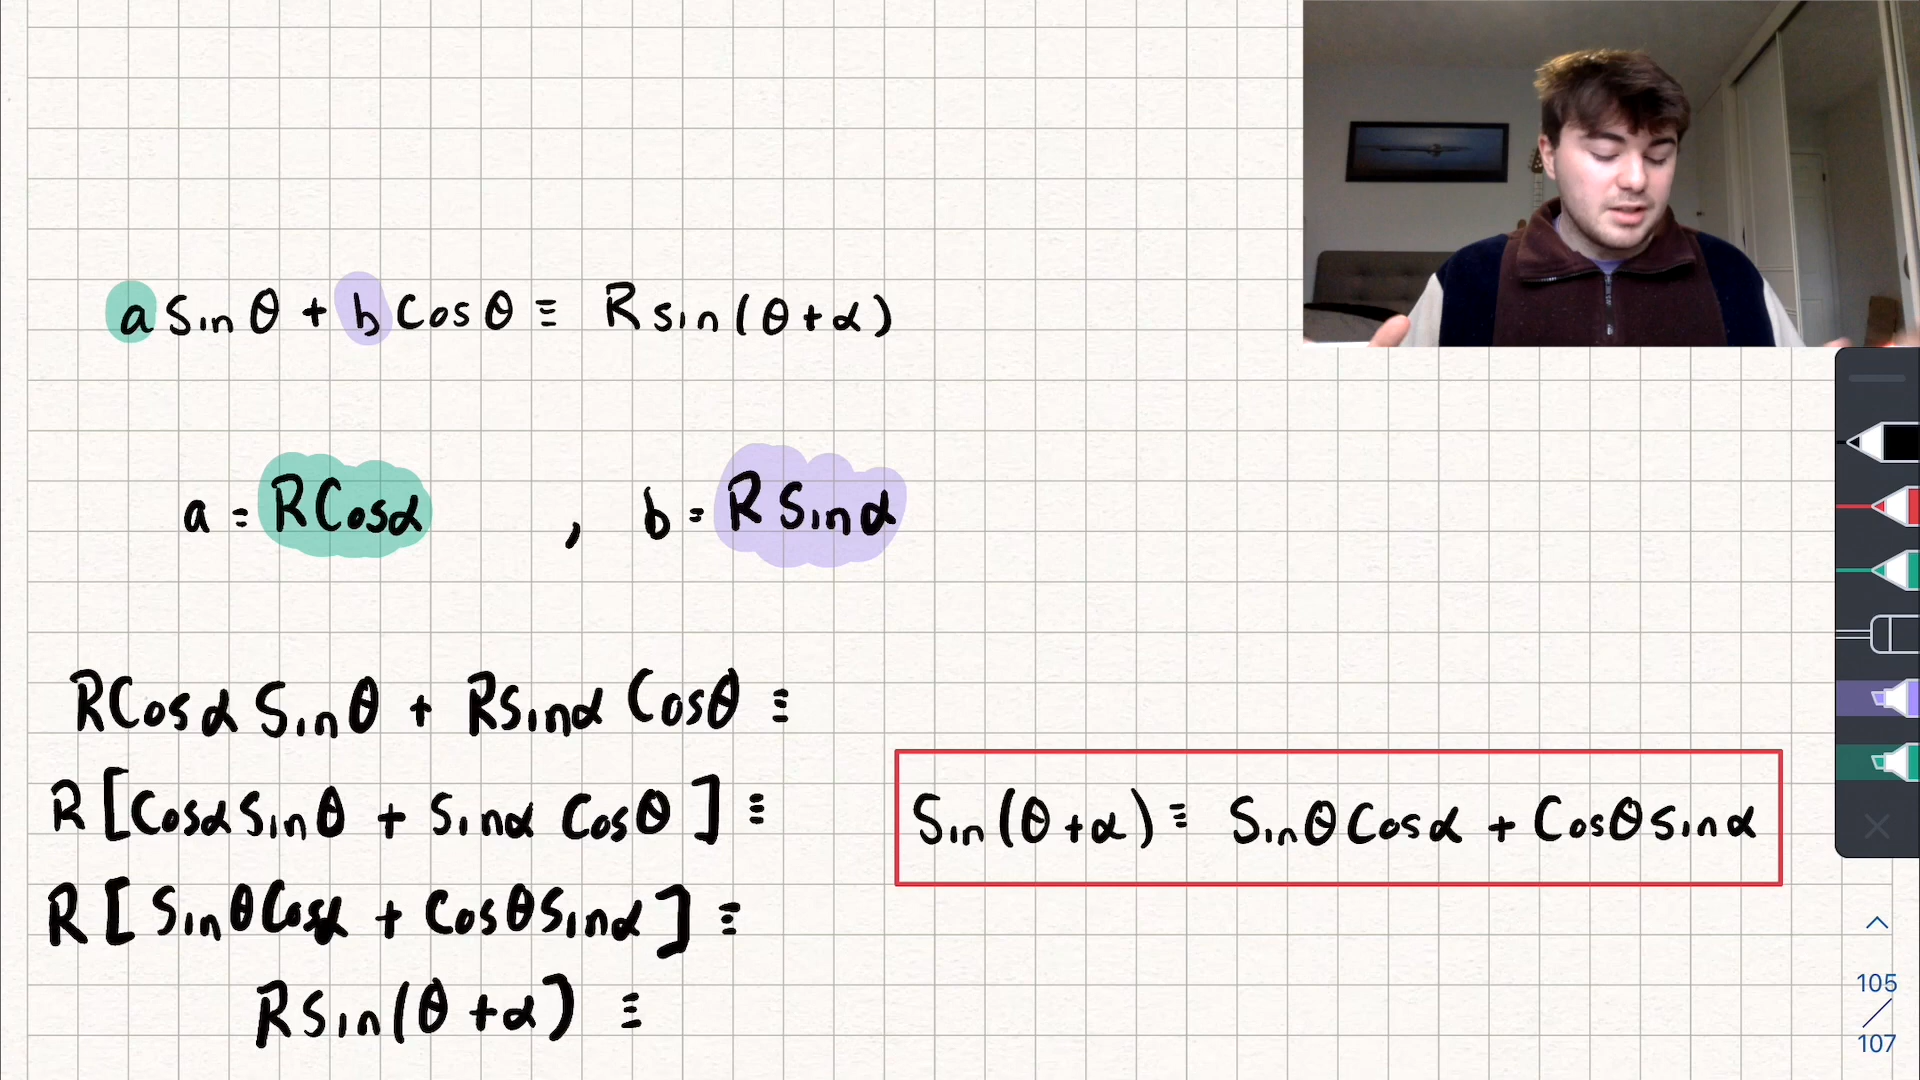 a Sin θ + b Cos θ ≡ R sin (θ + α)
a = R Cos α , b = R Sin α
R Cos α Sin θ + R sin α Cos θ ≡
R [Cos α sin θ + Sin α Cos θ] ≡
Sin (θ + α) ≡ Sin θ Cos α + Cos θ sin α
R [Sin θ Cos α + Cos θ Sin α] ≡
R Sin (θ + α) ≡
105
/
107